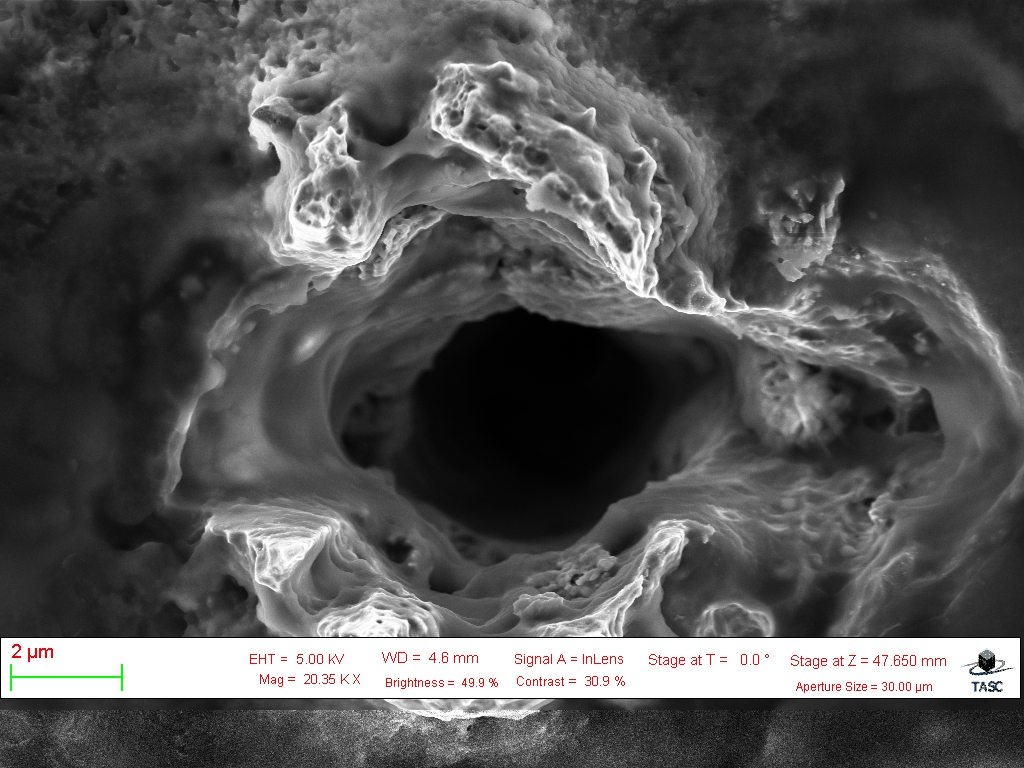 2 µm
EHT = 5.00 kV WD = 4.6 mm Signal A = InLens Stage at T = 0.0 ° Stage at Z = 47.650 mm
Mag = 20.35 K X Brightness = 49.9 % Contrast = 30.9 % Aperture Size = 30.00 µm
TASC